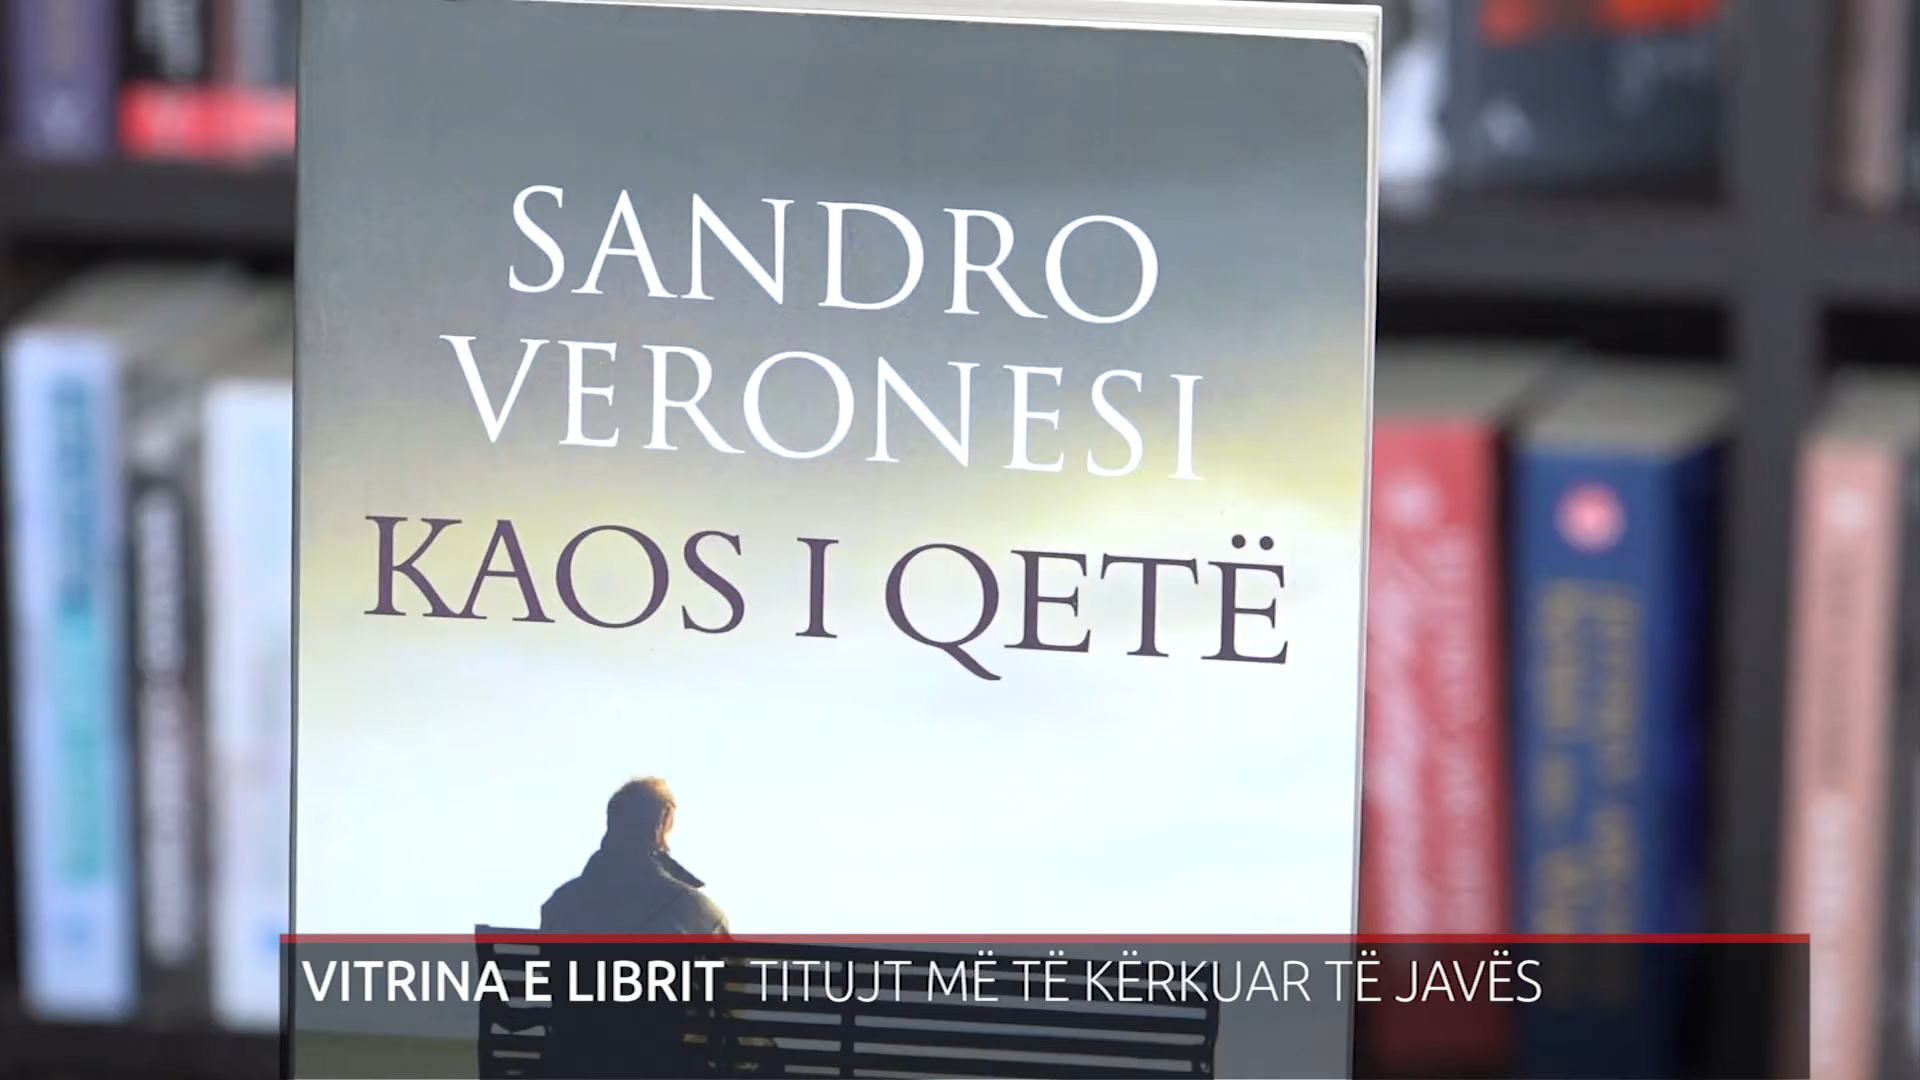 SANDRO
VERONESI
KAOS I QETË
VITRINA E LIBRIT TITUJT MË TË KËRKUAR TË JAVËS